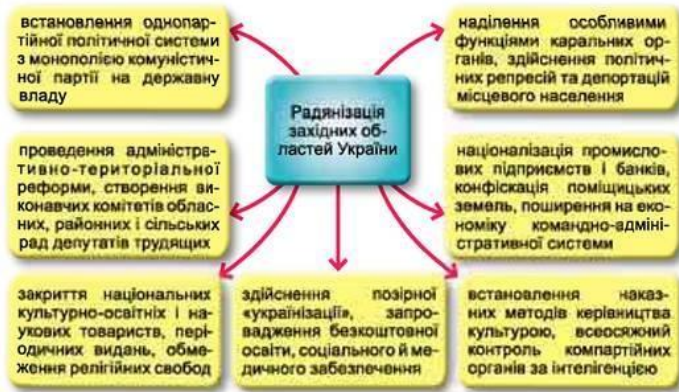 встановлення однопар-
тійної політичної системи
з монополією комуністич-
ної партії на державну
владу
наділення особливими
функціями каральних ор-
ганів, здійснення політич-
них репресій та депортацій
місцевого населення
Радянізація
західних об-
ластей України
проведення адміністра-
тивно-територіальної
реформи, створення ви-
конавчих комітетів облас-
них, районних і сільських
рад депутатів трудящих
націоналізація промисло-
вих підприємств і банків,
конфіскація поміщицьких
земель, поширення на еко-
номіку командно-адміні-
стративної системи
закриття національних
культурно-освітніх і на-
укових товариств, пері-
одичних видань, обме-
ження релігійних свобод
здійснення позірної
«українізації», запро-
вадження безкоштовної
освіти, соціального й ме-
дичного забезпечення
встановлення наказ-
них методів керівництва
культурою, всеосяжний
контроль компартійних
органів за інтелігенцією